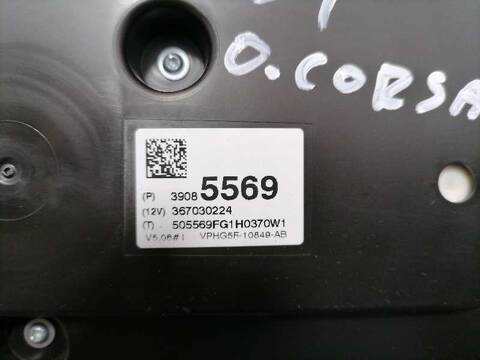 O. CORSA
(P) 3908 5569
(12V) 367030224
(T) 505569FG1H0370W1
V5.06#1 VPHG5F-10849-AB